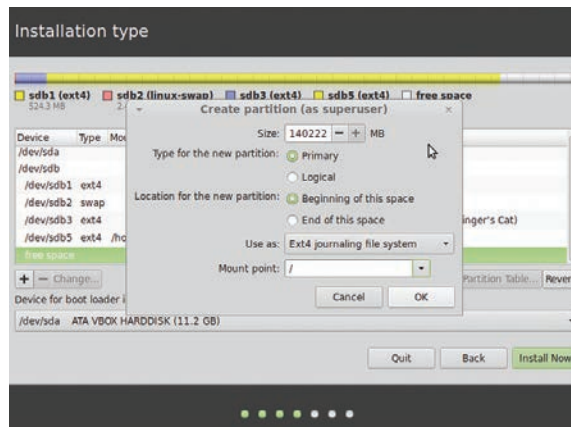 Installation type
sdb1 (ext4) sdb2 (linux-swap) sdb3 (ext4) sdb5 (ext4) free space
524.3 MB 2.
Create partition (as superuser)
Size: 140222 − + MB
Device Type Mou
Type for the new partition: Primary
/dev/sda
Logical
/dev/sdb
/dev/sdb1 ext4
Location for the new partition: Beginning of this space
/dev/sdb2 swap
End of this space
/dev/sdb3 ext4 inger's Cat)
/dev/sdb5 ext4 /ho
Use as: Ext4 journaling file system
free space
Mount point: /
+ − Change... Partition Table... Rever
Cancel OK
Device for boot loader i
/dev/sda ATA VBOX HARDDISK (11.2 GB)
Quit Back Install Now